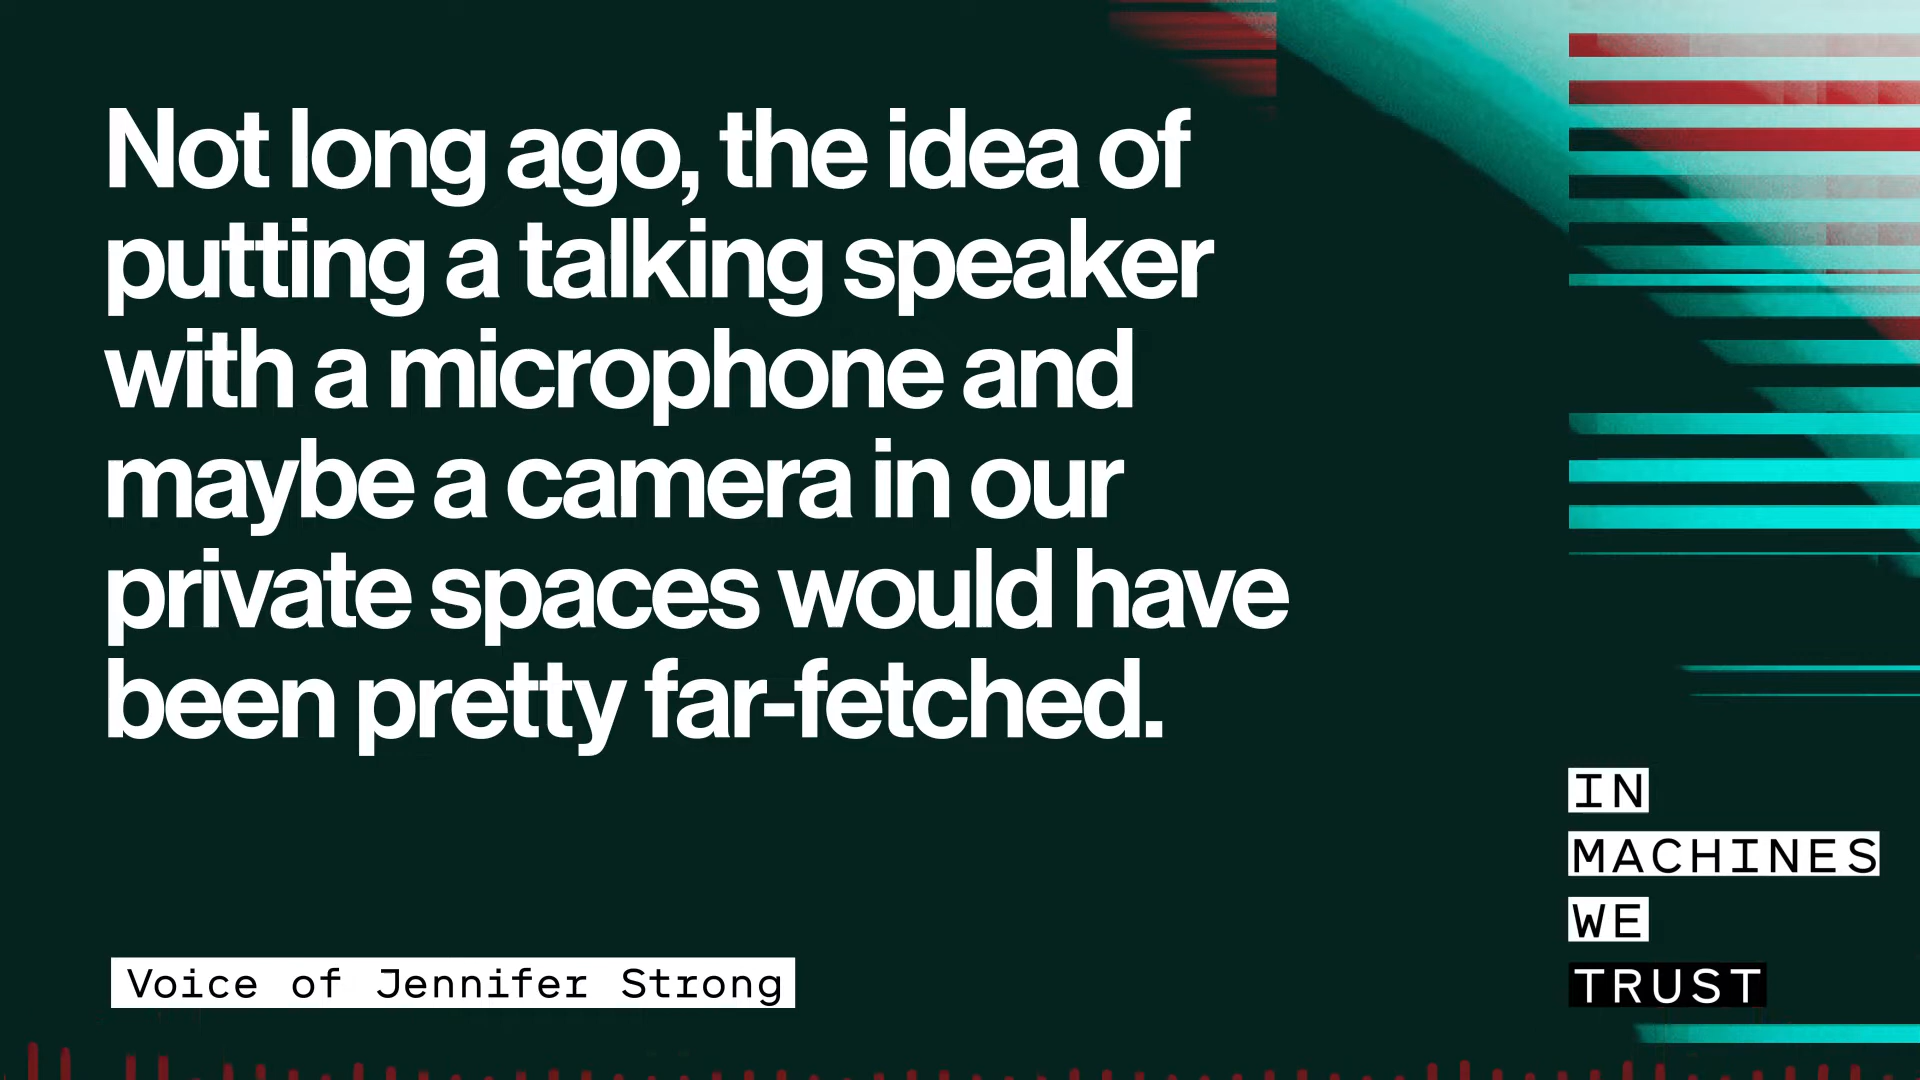 Not long ago, the idea of
putting a talking speaker
with a microphone and
maybe a camera in our
private spaces would have
been pretty far-fetched.
Voice of Jennifer Strong
IN
MACHINES
WE
TRUST